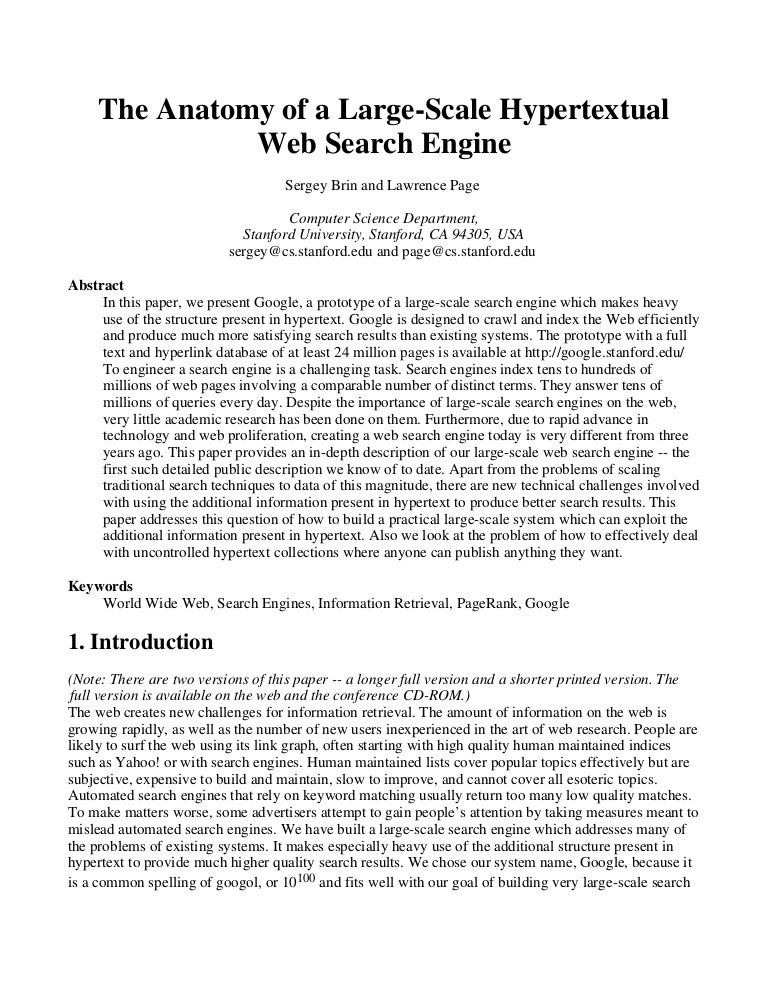 The Anatomy of a Large-Scale Hypertextual
Web Search Engine
Sergey Brin and Lawrence Page
Computer Science Department,
Stanford University, Stanford, CA 94305, USA
sergey@cs.stanford.edu and page@cs.stanford.edu
Abstract
In this paper, we present Google, a prototype of a large-scale search engine which makes heavy
use of the structure present in hypertext. Google is designed to crawl and index the Web efficiently
and produce much more satisfying search results than existing systems. The prototype with a full
text and hyperlink database of at least 24 million pages is available at http://google.stanford.edu/
To engineer a search engine is a challenging task. Search engines index tens to hundreds of
millions of web pages involving a comparable number of distinct terms. They answer tens of
millions of queries every day. Despite the importance of large-scale search engines on the web,
very little academic research has been done on them. Furthermore, due to rapid advance in
technology and web proliferation, creating a web search engine today is very different from three
years ago. This paper provides an in-depth description of our large-scale web search engine -- the
first such detailed public description we know of to date. Apart from the problems of scaling
traditional search techniques to data of this magnitude, there are new technical challenges involved
with using the additional information present in hypertext to produce better search results. This
paper addresses this question of how to build a practical large-scale system which can exploit the
additional information present in hypertext. Also we look at the problem of how to effectively deal
with uncontrolled hypertext collections where anyone can publish anything they want.
Keywords
World Wide Web, Search Engines, Information Retrieval, PageRank, Google
1. Introduction
(Note: There are two versions of this paper -- a longer full version and a shorter printed version. The
full version is available on the web and the conference CD-ROM.)
The web creates new challenges for information retrieval. The amount of information on the web is
growing rapidly, as well as the number of new users inexperienced in the art of web research. People are
likely to surf the web using its link graph, often starting with high quality human maintained indices
such as Yahoo! or with search engines. Human maintained lists cover popular topics effectively but are
subjective, expensive to build and maintain, slow to improve, and cannot cover all esoteric topics.
Automated search engines that rely on keyword matching usually return too many low quality matches.
To make matters worse, some advertisers attempt to gain people's attention by taking measures meant to
mislead automated search engines. We have built a large-scale search engine which addresses many of
the problems of existing systems. It makes especially heavy use of the additional structure present in
hypertext to provide much higher quality search results. We chose our system name, Google, because it
is a common spelling of googol, or 10¹⁰⁰ and fits well with our goal of building very large-scale search